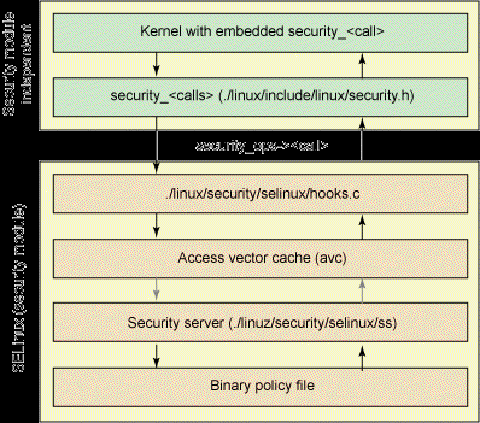 Security module
independent
Kernel with embedded security_<call>
security_<calls> (./linux/include/linux/security.h)
security_ops-><call>
SELinux (security module)
./linux/security/selinux/hooks.c
Access vector cache (avc)
Security server (./linuz/security/selinux/ss)
Binary policy file